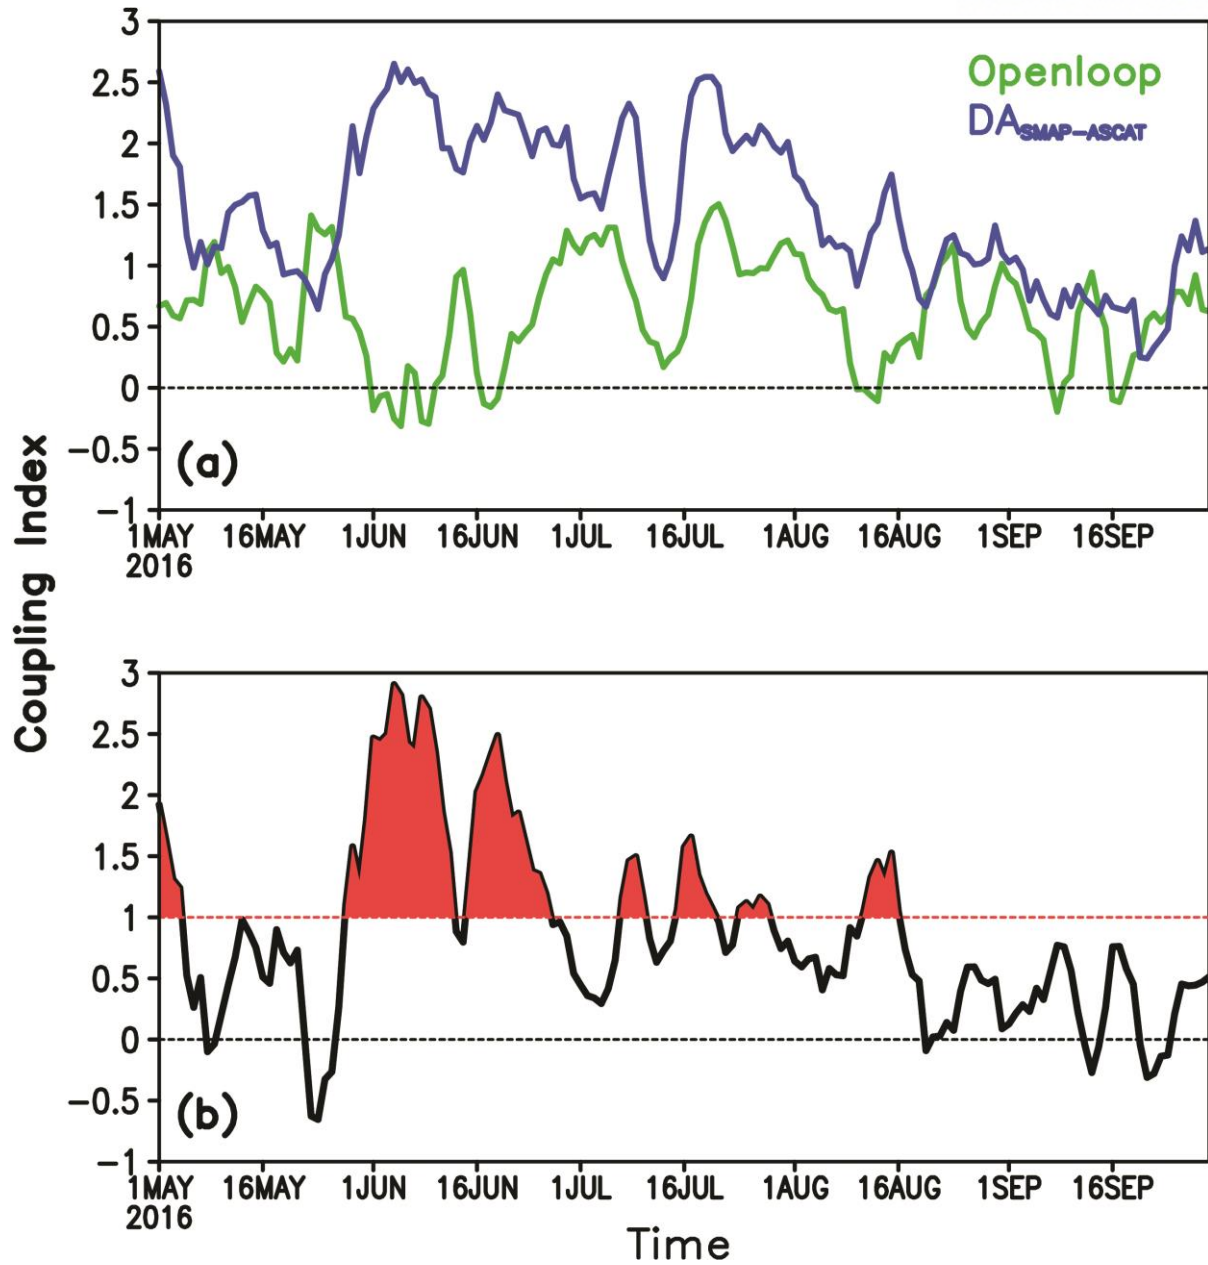 Coupling Index
3
2.5
2
1.5
1
0.5
0
−0.5
−1
Openloop
DASMAP−ASCAT
(a)
1MAY 16MAY 1JUN 16JUN 1JUL 16JUL 1AUG 16AUG 1SEP 16SEP
2016
3
2.5
2
1.5
1
0.5
0
−0.5
−1
(b)
1MAY 16MAY 1JUN 16JUN 1JUL 16JUL 1AUG 16AUG 1SEP 16SEP
2016
Time